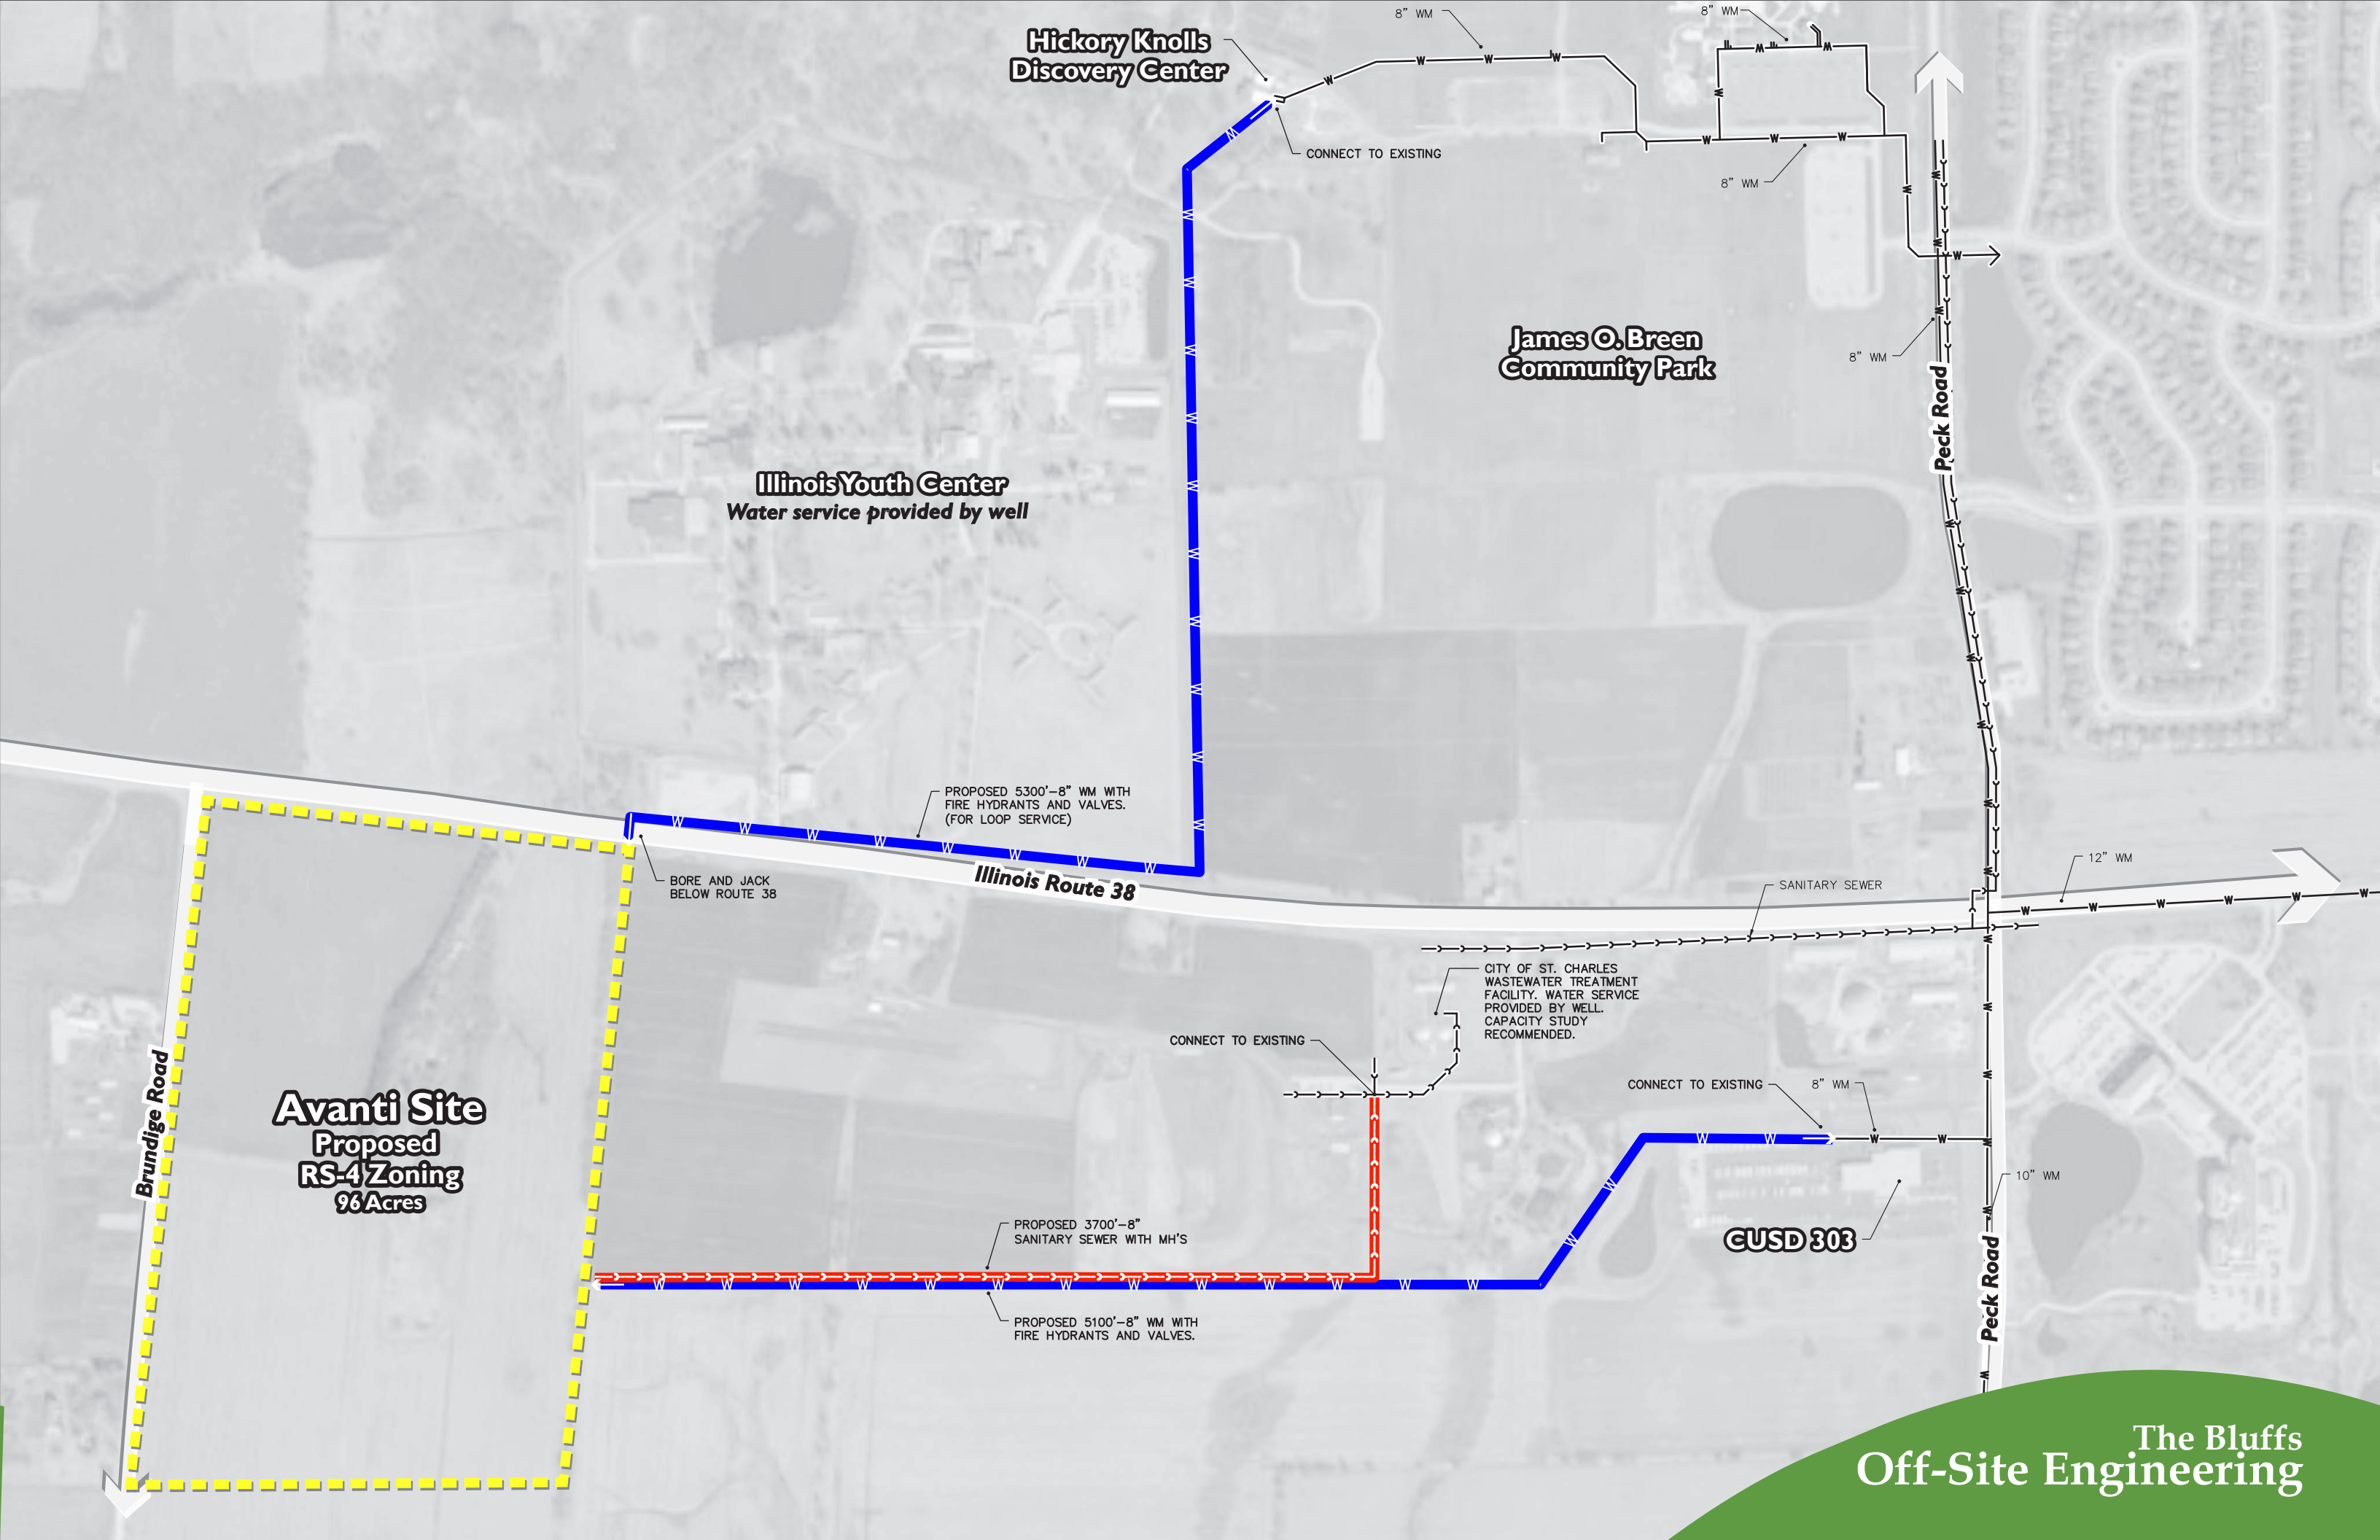 8" WM
8" WM
Hickory Knolls
Discovery Center
CONNECT TO EXISTING
8" WM
James O. Breen
Community Park
8" WM
Peck Road
Illinois Youth Center
Water service provided by well
PROPOSED 5300'-8" WM WITH
FIRE HYDRANTS AND VALVES.
(FOR LOOP SERVICE)
BORE AND JACK
BELOW ROUTE 38
Illinois Route 38
12" WM
SANITARY SEWER
CITY OF ST. CHARLES
WASTEWATER TREATMENT
FACILITY. WATER SERVICE
PROVIDED BY WELL.
CAPACITY STUDY
RECOMMENDED.
CONNECT TO EXISTING
CONNECT TO EXISTING
8" WM
Brundige Road
Avanti Site
Proposed
RS-4 Zoning
96 Acres
10" WM
CUSD 303
PROPOSED 3700'-8"
SANITARY SEWER WITH MH'S
Peck Road
PROPOSED 5100'-8" WM WITH
FIRE HYDRANTS AND VALVES.
The Bluffs
Off-Site Engineering